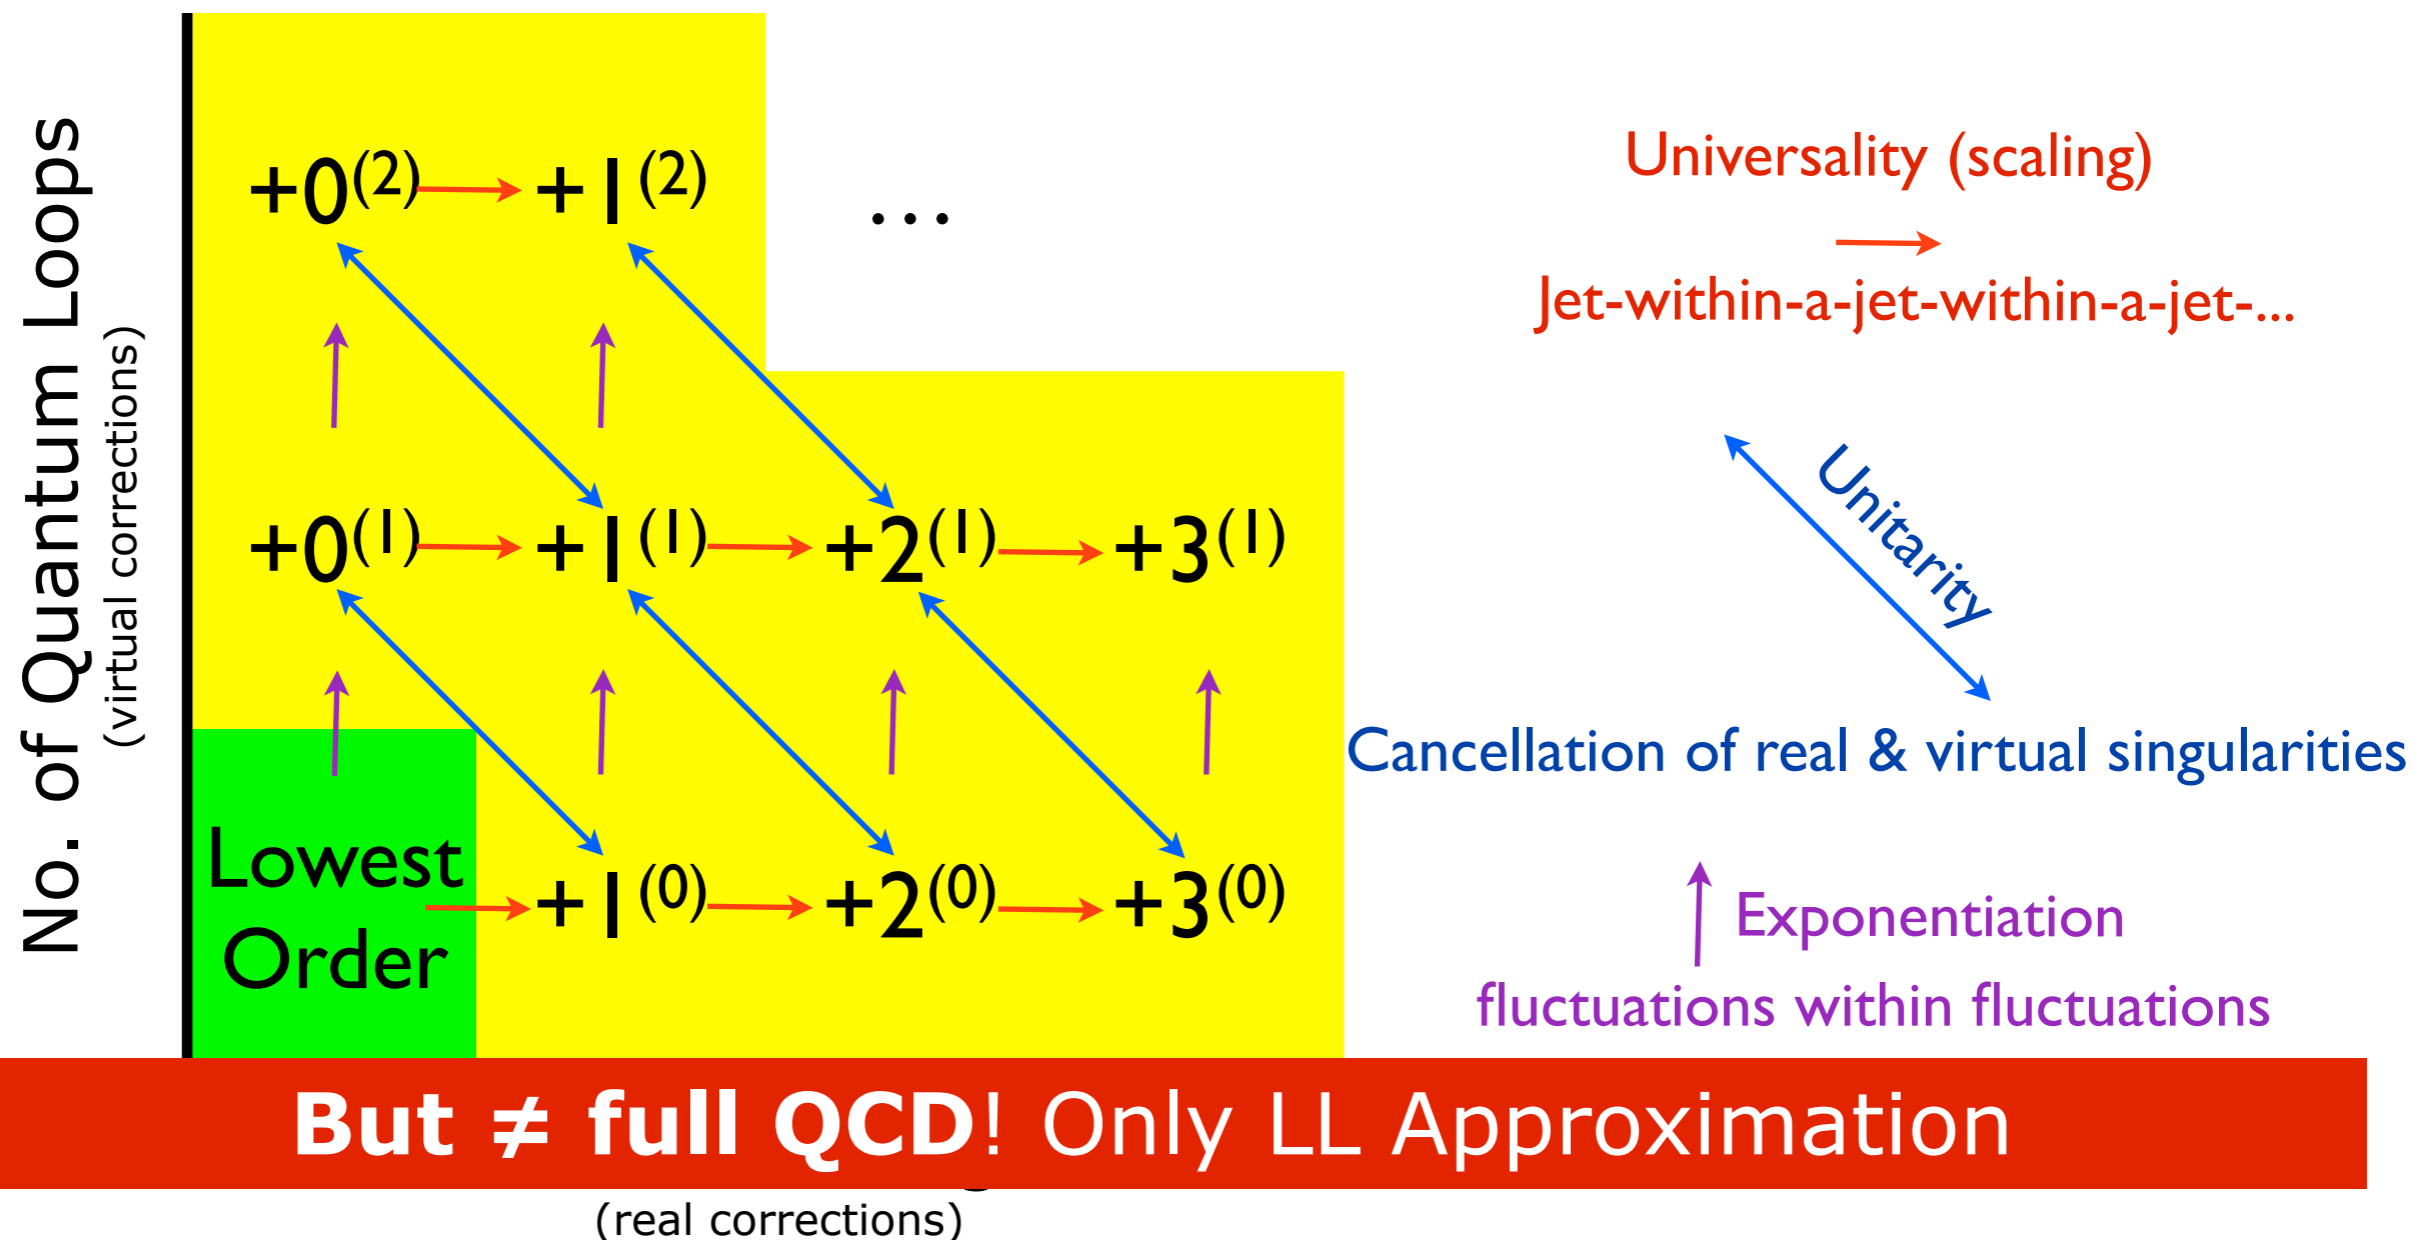 No. of Quantum Loops
(virtual corrections)
+0(2) +1(2) ...
+0(1) +1(1) +2(1) +3(1)
Lowest
Order
+1(0) +2(0) +3(0)
Universality (scaling)
Jet-within-a-jet-within-a-jet-...
Unitarity
Cancellation of real & virtual singularities
Exponentiation
fluctuations within fluctuations
But ≠ full QCD! Only LL Approximation
(real corrections)